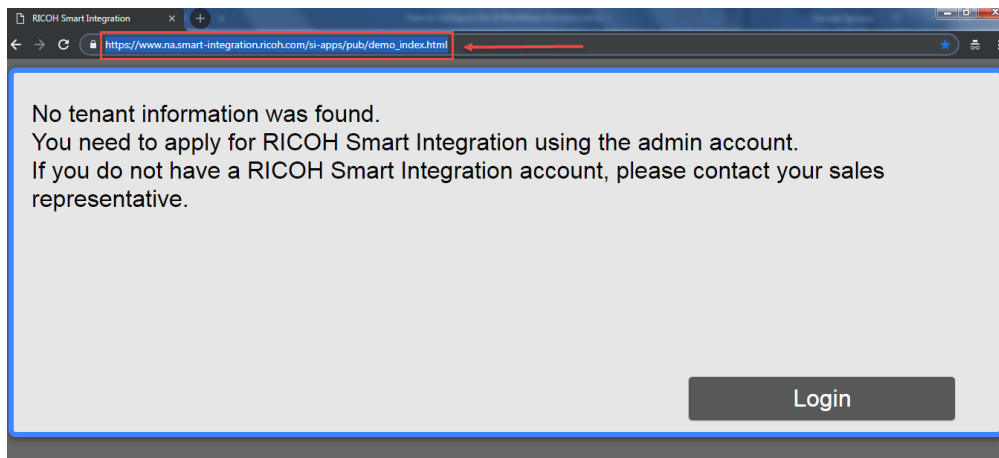 RICOH Smart Integration
https://www.na.smart-integration.ricoh.com/si-apps/pub/demo_index.html
No tenant information was found.
You need to apply for RICOH Smart Integration using the admin account.
If you do not have a RICOH Smart Integration account, please contact your sales
representative.
Login